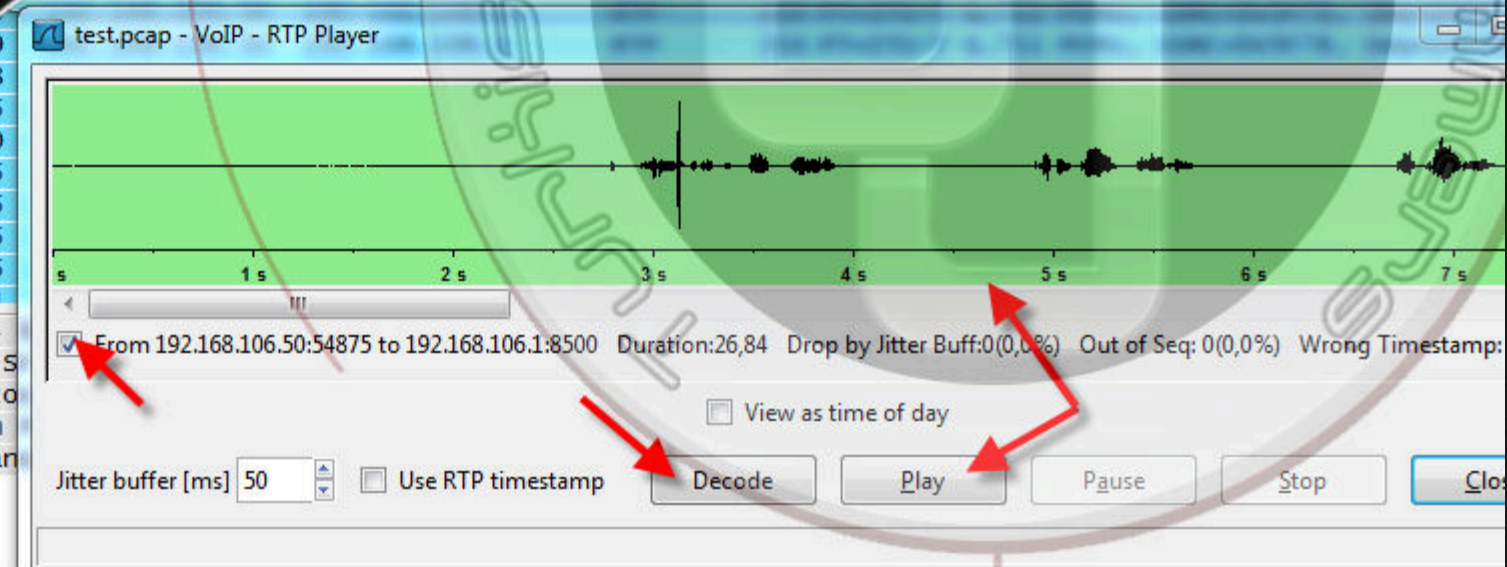 test.pcap - VoIP - RTP Player
s 1 s 2 s 3 s 4 s 5 s 6 s 7 s
From 192.168.106.50:54875 to 192.168.106.1:8500 Duration:26,84 Drop by Jitter Buff:0(0,0%) Out of Seq: 0(0,0%) Wrong Timestamp:
View as time of day
Jitter buffer [ms] 50 Use RTP timestamp Decode Play Pause Stop Clos